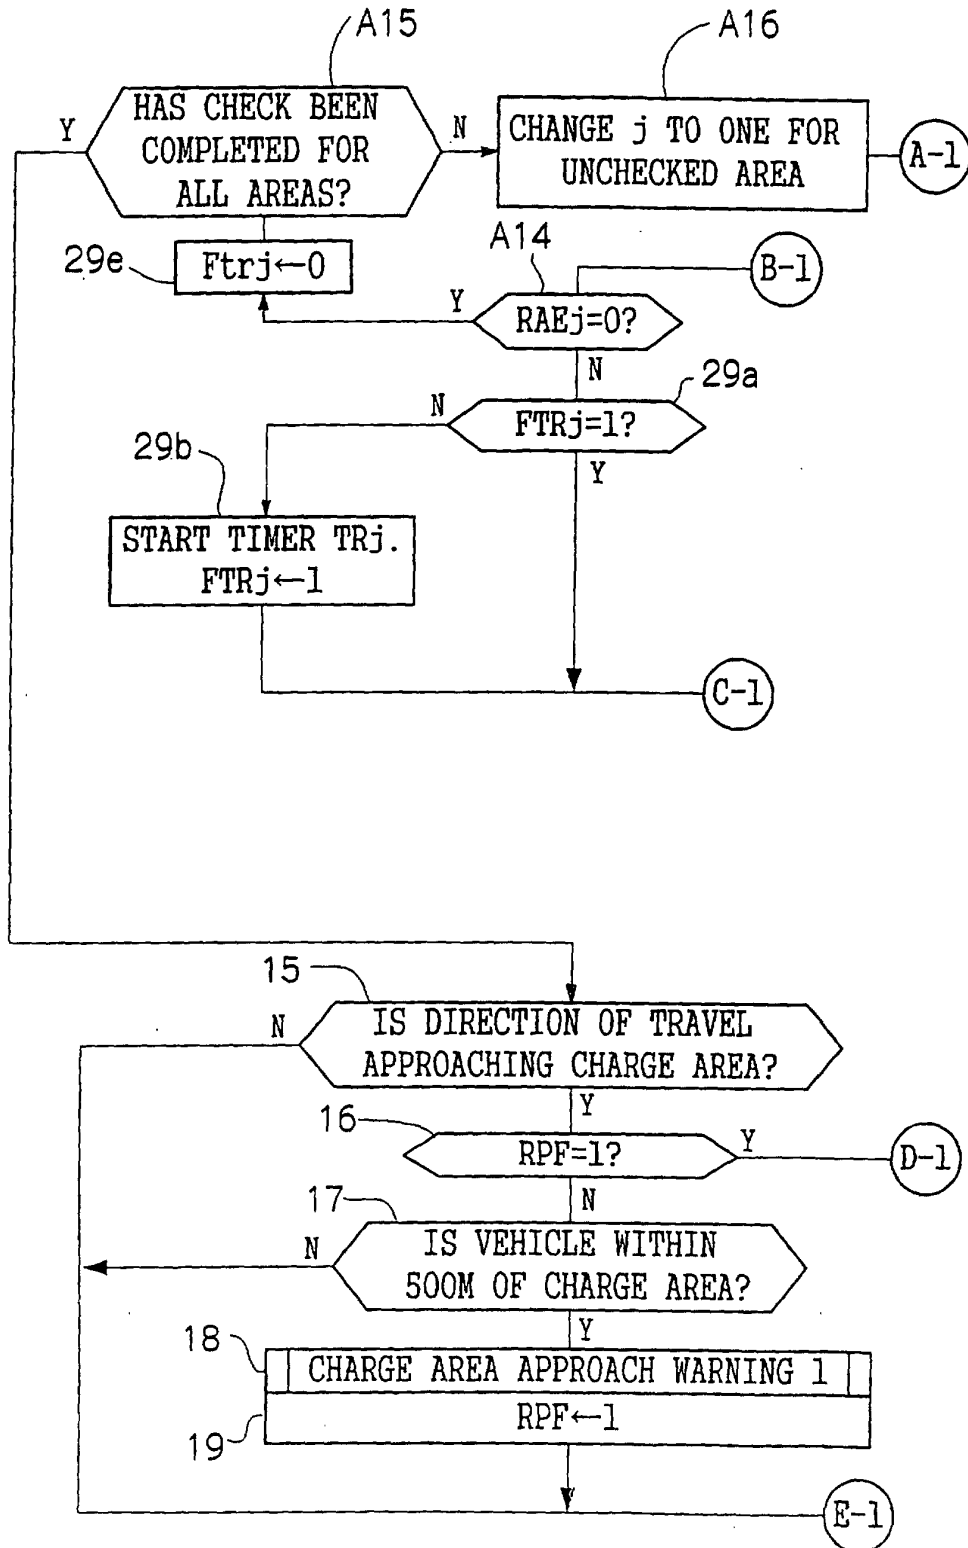 A15
A16
HAS CHECK BEEN
COMPLETED FOR
ALL AREAS?
Y
N
CHANGE j TO ONE FOR
UNCHECKED AREA
A-1
29e
Ftrj←0
A14
B-1
Y
RAEj=0?
N
29a
N
FTRj=1?
Y
29b
START TIMER TRj.
FTRj←1
C-1
15
N
IS DIRECTION OF TRAVEL
APPROACHING CHARGE AREA?
Y
16
RPF=1?
Y
D-1
N
17
N
IS VEHICLE WITHIN
500M OF CHARGE AREA?
Y
18
CHARGE AREA APPROACH WARNING 1
19
RPF←1
E-1